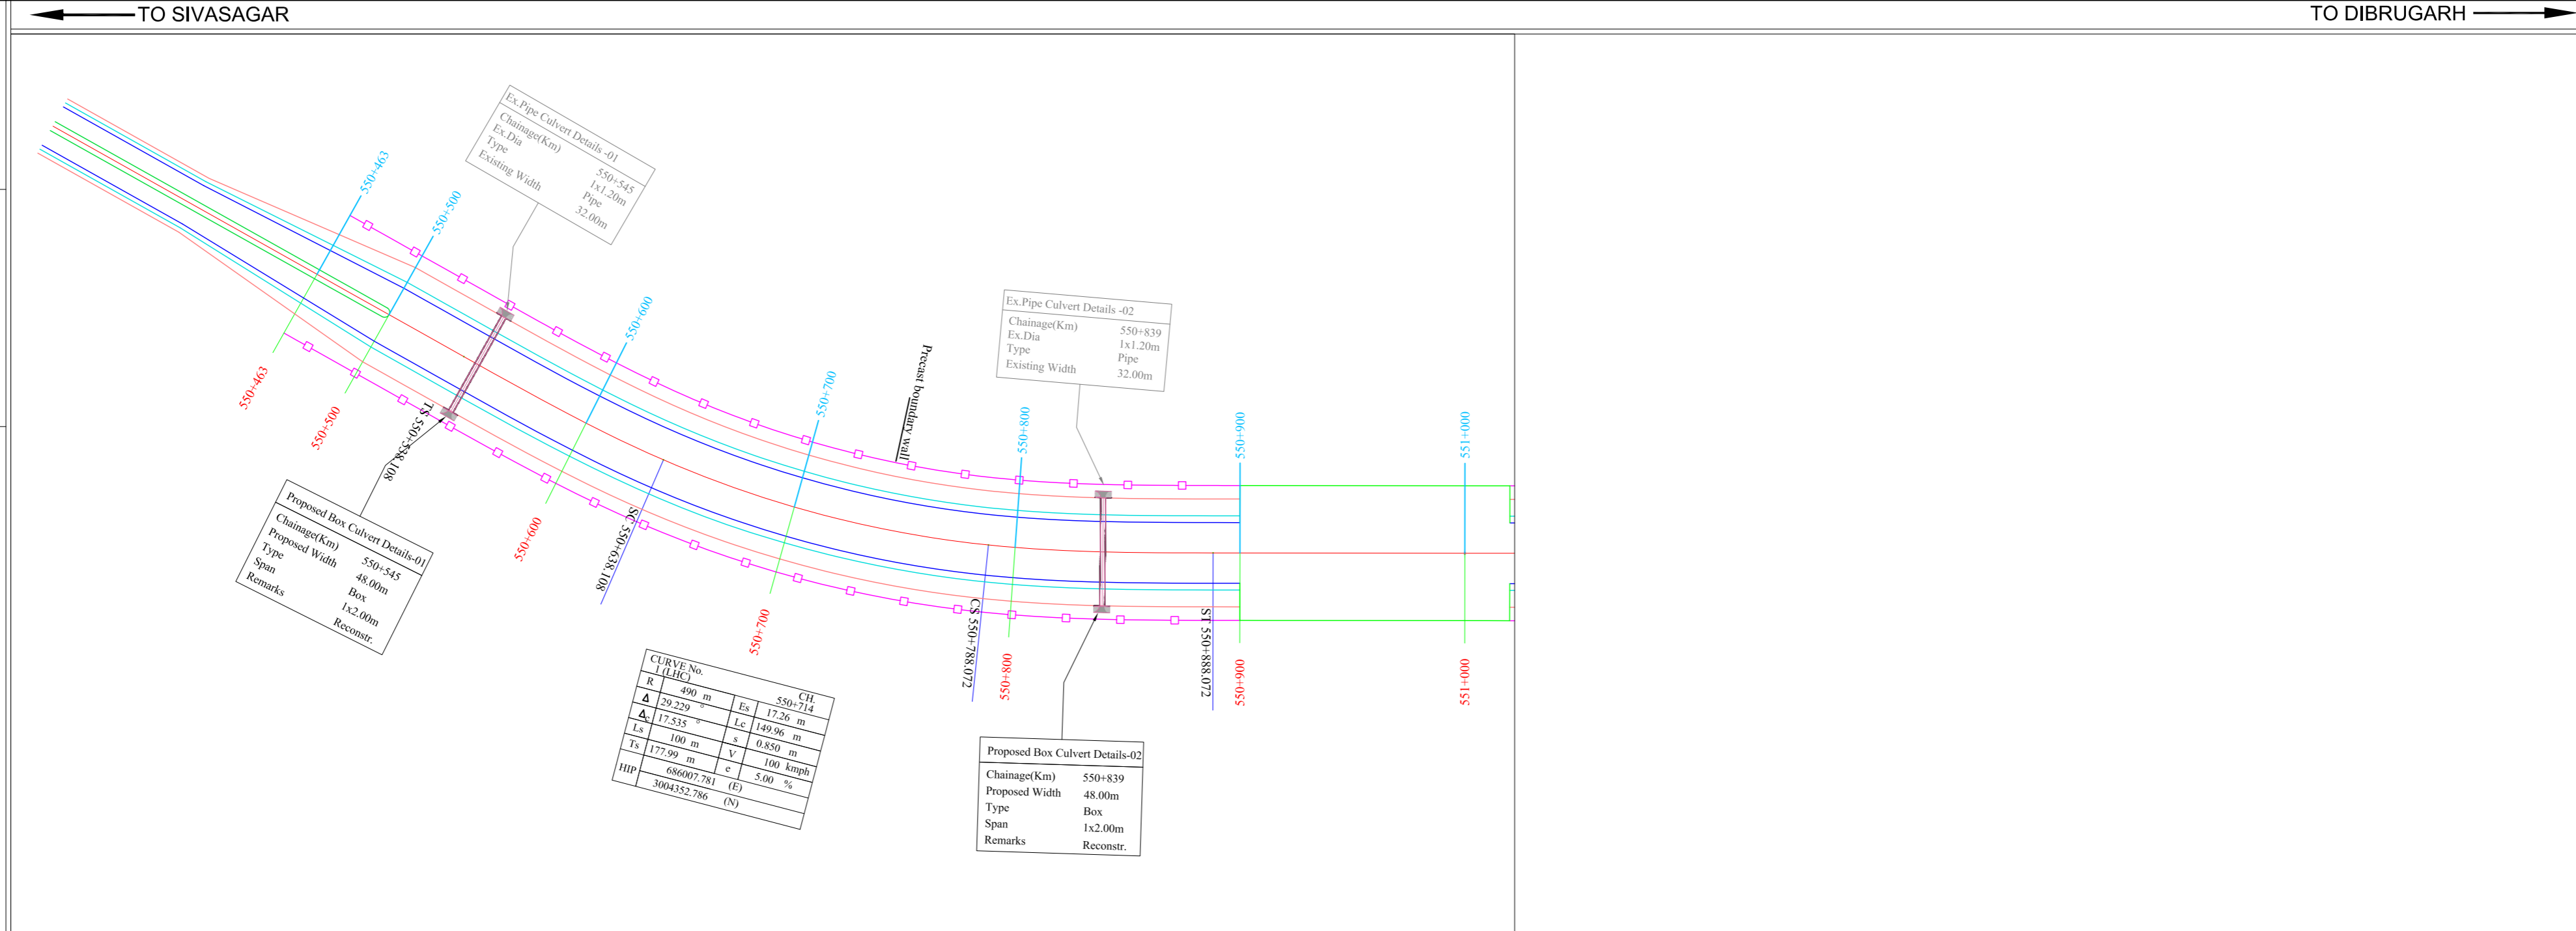 TO SIVASAGAR
TO DIBRUGARH
Ex.Pipe Culvert Details -01
Chainage(Km) 550+545
Ex.Dia 1x1.20m
Type Pipe
Existing Width 32.00m
550+463
550+500
550+600
550+700
Precast boundary wall
Ex.Pipe Culvert Details -02
Chainage(Km) 550+839
Ex.Dia 1x1.20m
Type Pipe
Existing Width 32.00m
550+800
550+900
551+000
550+463
550+500
TS 550+538.108
550+600
SC 550+638.108
550+700
CS 550+788.072
550+800
ST 550+888.072
550+900
551+000
Proposed Box Culvert Details-01
Chainage(Km) 550+545
Proposed Width 48.00m
Type Box
Span 1x2.00m
Remarks Reconstr.
CURVE No. CH.
1 (LHC) 550+714
R 490 m Es 17.26 m
Δ 29.229 ° Lc 149.96 m
Δc 17.535 ° s 0.850 m
Ls 100 m V 100 kmph
Ts 177.99 m e 5.00 %
HIP 686007.781 (E)
3004352.786 (N)
Proposed Box Culvert Details-02
Chainage(Km) 550+839
Proposed Width 48.00m
Type Box
Span 1x2.00m
Remarks Reconstr.